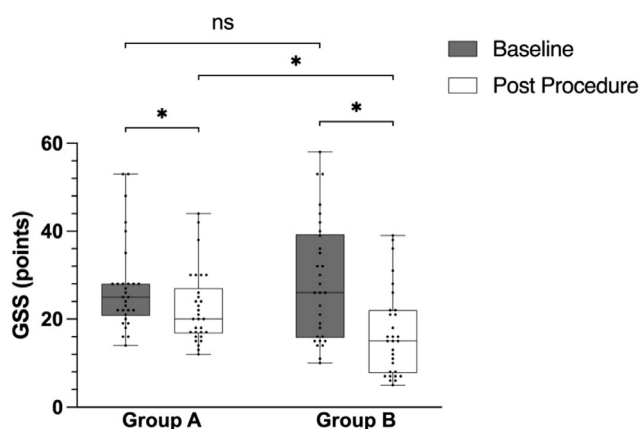 ns
*
*
*
Baseline
Post Procedure
GSS (points)
60
40
20
0
Group A
Group B